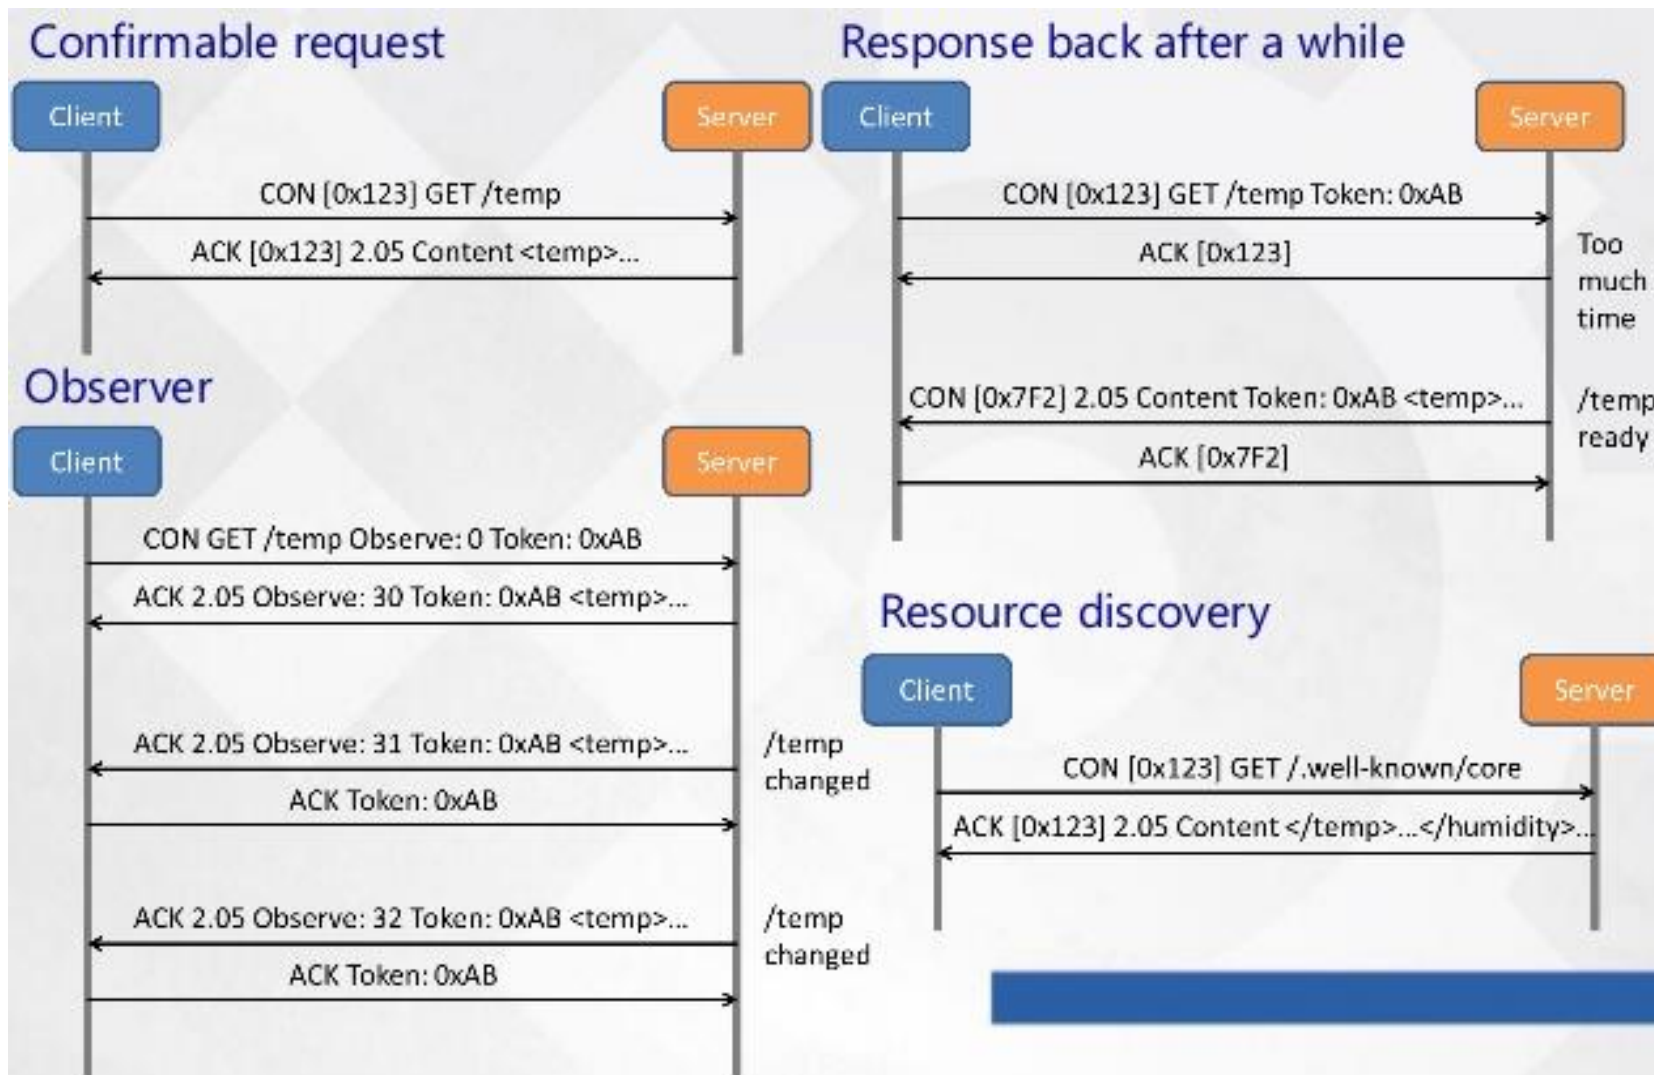 Confirmable request
Client
Server
CON [0x123] GET /temp
ACK [0x123] 2.05 Content <temp>...
Observer
Client
Server
CON GET /temp Observe: 0 Token: 0xAB
ACK 2.05 Observe: 30 Token: 0xAB <temp>...
ACK 2.05 Observe: 31 Token: 0xAB <temp>...
/temp
changed
ACK Token: 0xAB
ACK 2.05 Observe: 32 Token: 0xAB <temp>...
/temp
changed
ACK Token: 0xAB
Response back after a while
Client
Server
CON [0x123] GET /temp Token: 0xAB
ACK [0x123]
Too
much
time
CON [0x7F2] 2.05 Content Token: 0xAB <temp>...
/temp
ready
ACK [0x7F2]
Resource discovery
Client
Server
CON [0x123] GET /.well-known/core
ACK [0x123] 2.05 Content </temp>...</humidity>...